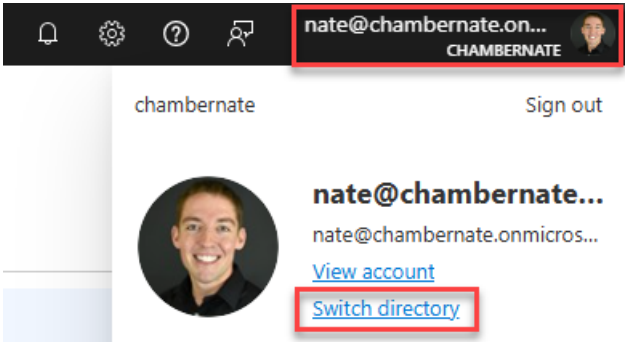 nate@chambernate.on...
CHAMBERNATE
chambernate
Sign out
nate@chambernate...
nate@chambernate.onmicros...
View account
Switch directory